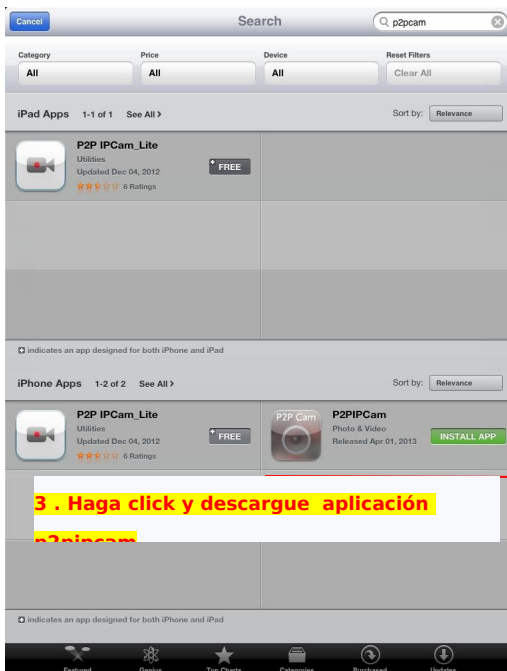 Cancel
Search
p2pcam
Category
Price
Device
Reset Filters
All
All
All
Clear All
iPad Apps 1-1 of 1 See All >
Sort by: Relevance
P2P IPCam_Lite
Utilities
Updated Dec 04, 2012
6 Ratings
FREE
indicates an app designed for both iPhone and iPad
iPhone Apps 1-2 of 2 See All >
Sort by: Relevance
P2P IPCam_Lite
Utilities
Updated Dec 04, 2012
6 Ratings
FREE
P2P Cam
P2PIPCam
Photo & Video
Released Apr 01, 2013
INSTALL APP
3 . Haga click y descargue aplicación
p2pipcam
indicates an app designed for both iPhone and iPad
Featured
Genius
Top Charts
Categories
Purchased
Updates